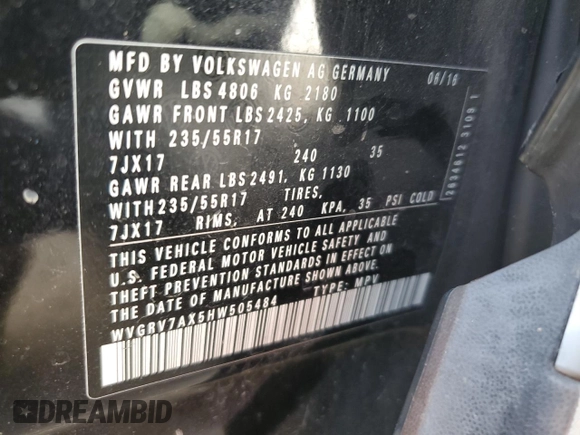 MFD BY VOLKSWAGEN AG GERMANY 06/16
GVWR LBS 4806 KG 2180
GAWR FRONT LBS 2425, KG 1100
WITH 235/55R17
7JX17 240 35
GAWR REAR LBS 2491, KG 1130
WITH 235/55R17 TIRES,
7JX17 RIMS, AT 240 KPA, 35 PSI COLD
THIS VEHICLE CONFORMS TO ALL APPLICABLE
U.S. FEDERAL MOTOR VEHICLE SAFETY AND
THEFT PREVENTION STANDARDS IN EFFECT ON
THE DATE OF MANUFACTURE SHOWN ABOVE.
WVGRV7AX5HW505484 TYPE: MPV
DREAMBID